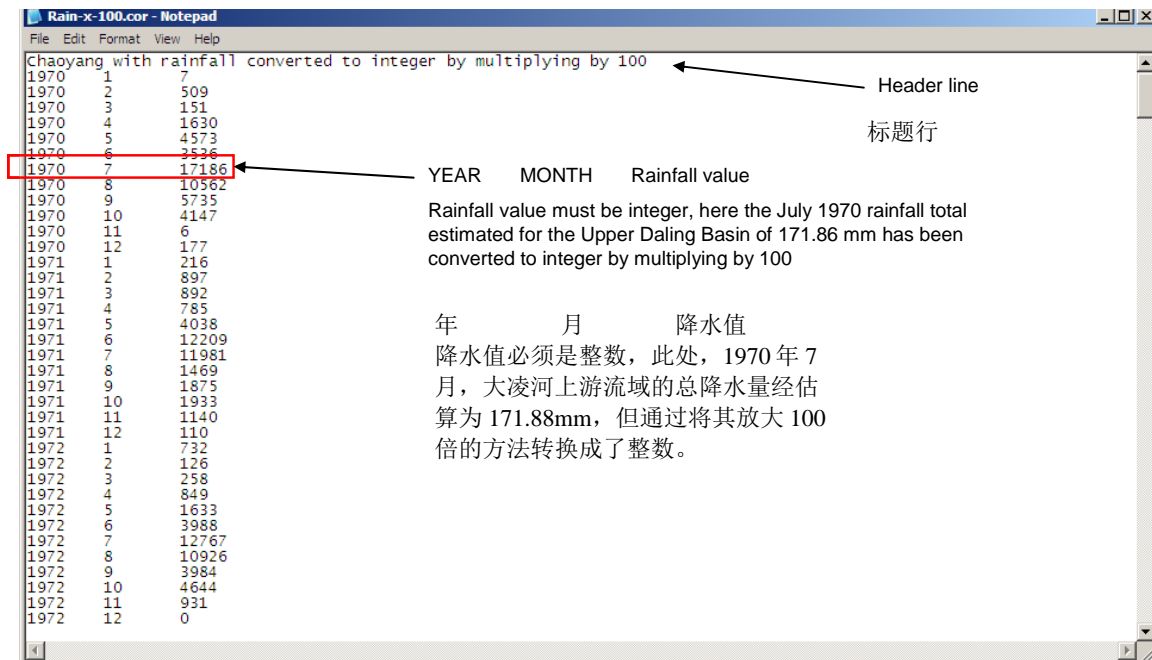 Rain-x-100.cor - Notepad
File Edit Format View Help
Chaoyang with rainfall converted to integer by multiplying by 100
1970 1 7
1970 2 509
1970 3 151
1970 4 1630
1970 5 4573
1970 6 3536
1970 7 17186
1970 8 10562
1970 9 5735
1970 10 4147
1970 11 6
1970 12 177
1971 1 216
1971 2 897
1971 3 892
1971 4 785
1971 5 4038
1971 6 12209
1971 7 11981
1971 8 1469
1971 9 1875
1971 10 1933
1971 11 1140
1971 12 110
1972 1 732
1972 2 126
1972 3 258
1972 4 849
1972 5 1633
1972 6 3988
1972 7 12767
1972 8 10926
1972 9 3984
1972 10 4644
1972 11 931
1972 12 0
Header line
标题行
YEAR MONTH Rainfall value
Rainfall value must be integer, here the July 1970 rainfall total
estimated for the Upper Daling Basin of 171.86 mm has been
converted to integer by multiplying by 100
年 月 降水值
降水值必须是整数，此处，1970 年 7
月，大凌河上游流域的总降水量经估
算为 171.88mm，但通过将其放大 100
倍的方法转换成了整数。